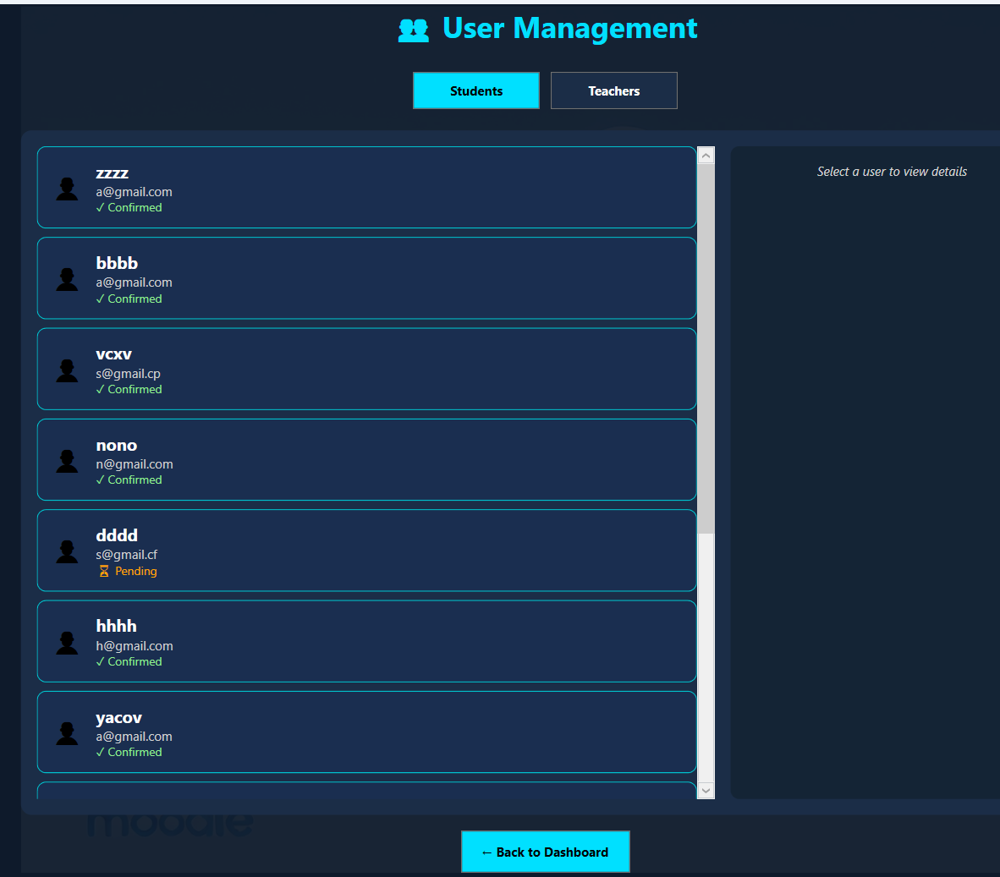 User Management
Students
Teachers
zzzz
a@gmail.com
✓ Confirmed
bbbb
a@gmail.com
✓ Confirmed
vcxv
s@gmail.cp
✓ Confirmed
nono
n@gmail.com
✓ Confirmed
dddd
s@gmail.cf
⏳ Pending
hhhh
h@gmail.com
✓ Confirmed
yacov
a@gmail.com
✓ Confirmed
Select a user to view details
moodle
← Back to Dashboard